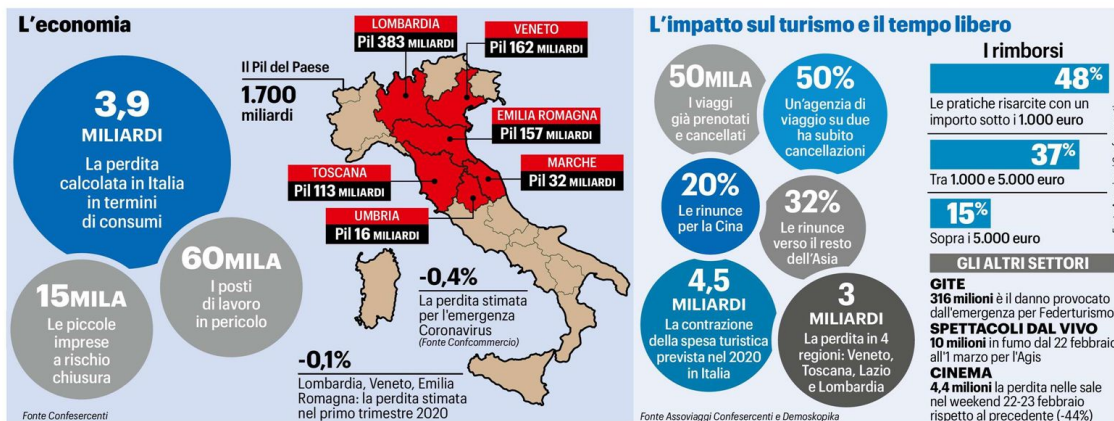 L'economia
3,9
MILIARDI
La perdita
calcolata in Italia
in termini
di consumi
60MILA
I posti
di lavoro
in pericolo
15MILA
Le piccole
imprese
a rischio
chiusura
Fonte Confesercenti
Il Pil del Paese
1.700
miliardi
LOMBARDIA
Pil 383 MILIARDI
VENETO
Pil 162 MILIARDI
EMILIA ROMAGNA
Pil 157 MILIARDI
TOSCANA
Pil 113 MILIARDI
MARCHE
Pil 32 MILIARDI
UMBRIA
Pil 16 MILIARDI
-0,4%
La perdita stimata
per l'emergenza
Coronavirus
(Fonte Confcommercio)
-0,1%
Lombardia, Veneto, Emilia
Romagna: la perdita stimata
nel primo trimestre 2020
L'impatto sul turismo e il tempo libero
50MILA
I viaggi
già prenotati
e cancellati
50%
Un'agenzia di
viaggio su due
ha subito
cancellazioni
20%
Le rinunce
per la Cina
32%
Le rinunce
verso il resto
dell'Asia
4,5
MILIARDI
La contrazione
della spesa turistica
prevista nel 2020
in Italia
3
MILIARDI
La perdita in 4
regioni: Veneto,
Toscana, Lazio
e Lombardia
Fonte Assoviaggi Confesercenti e Demoskopika
I rimborsi
48%
Le pratiche risarcite con un
importo sotto i 1.000 euro
37%
Tra 1.000 e 5.000 euro
15%
Sopra i 5.000 euro
GLI ALTRI SETTORI
GITE
316 milioni è il danno provocato
dall'emergenza per Federturismo
SPETTACOLI DAL VIVO
10 milioni in fumo dal 22 febbraio
all'1 marzo per l'Agis
CINEMA
4,4 milioni la perdita nelle sale
nel weekend 22-23 febbraio
rispetto al precedente (-44%)